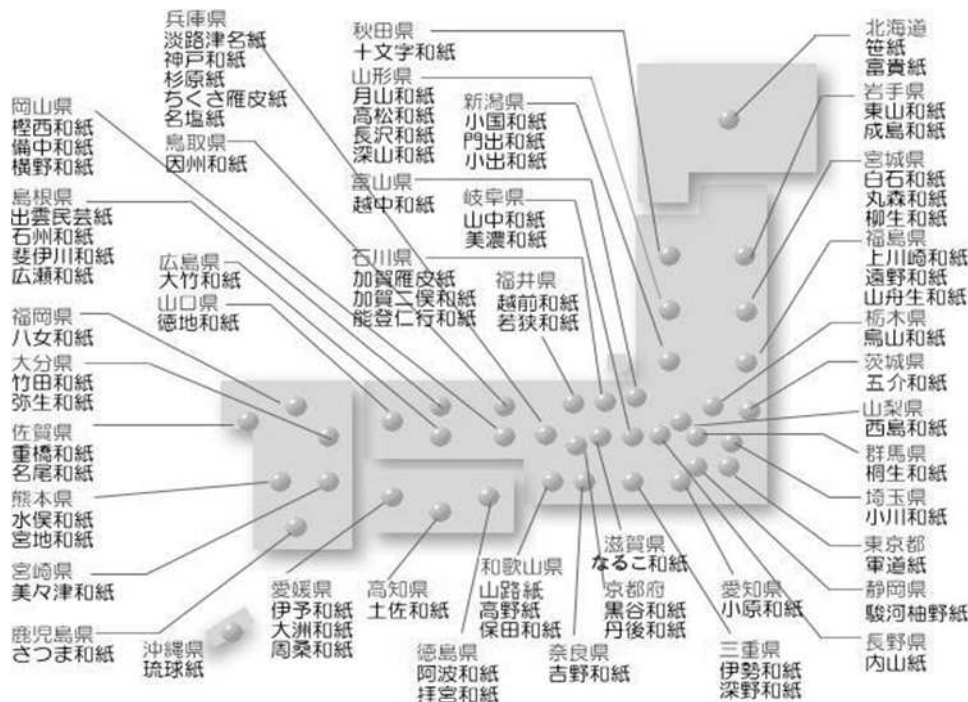 兵庫県
淡路津名紙
神戸和紙
杉原紙
ちくさ雁皮紙
名塩紙
秋田県
十文字和紙
北海道
笹紙
富貴紙
岡山県
樫西和紙
備中和紙
横野和紙
鳥取県
因州和紙
山形県
月山和紙
高松和紙
長沢和紙
深山和紙
新潟県
小国和紙
門出和紙
小出和紙
岩手県
東山和紙
成島和紙
島根県
出雲民芸紙
石州和紙
斐伊川和紙
広瀬和紙
富山県
越中和紙
岐阜県
山中和紙
美濃和紙
宮城県
白石和紙
丸森和紙
柳生和紙
広島県
大竹和紙
山口県
徳地和紙
石川県
加賀雁皮紙
加賀二俣和紙
能登仁行和紙
福井県
越前和紙
若狭和紙
福島県
上川崎和紙
遠野和紙
山舟生和紙
福岡県
八女和紙
栃木県
烏山和紙
大分県
竹田和紙
弥生和紙
茨城県
五介和紙
佐賀県
重橋和紙
名尾和紙
山梨県
西島和紙
群馬県
桐生和紙
熊本県
水俣和紙
宮地和紙
埼玉県
小川和紙
宮崎県
美々津和紙
東京都
軍道紙
鹿児島県
さつま和紙
沖縄県
琉球紙
愛媛県
伊予和紙
大洲和紙
周桑和紙
高知県
土佐和紙
徳島県
阿波和紙
拝宮和紙
和歌山県
山路紙
高野紙
保田和紙
奈良県
吉野和紙
滋賀県
なるこ和紙
京都府
黒谷和紙
丹後和紙
愛知県
小原和紙
三重県
伊勢和紙
深野和紙
静岡県
駿河柚野紙
長野県
内山紙